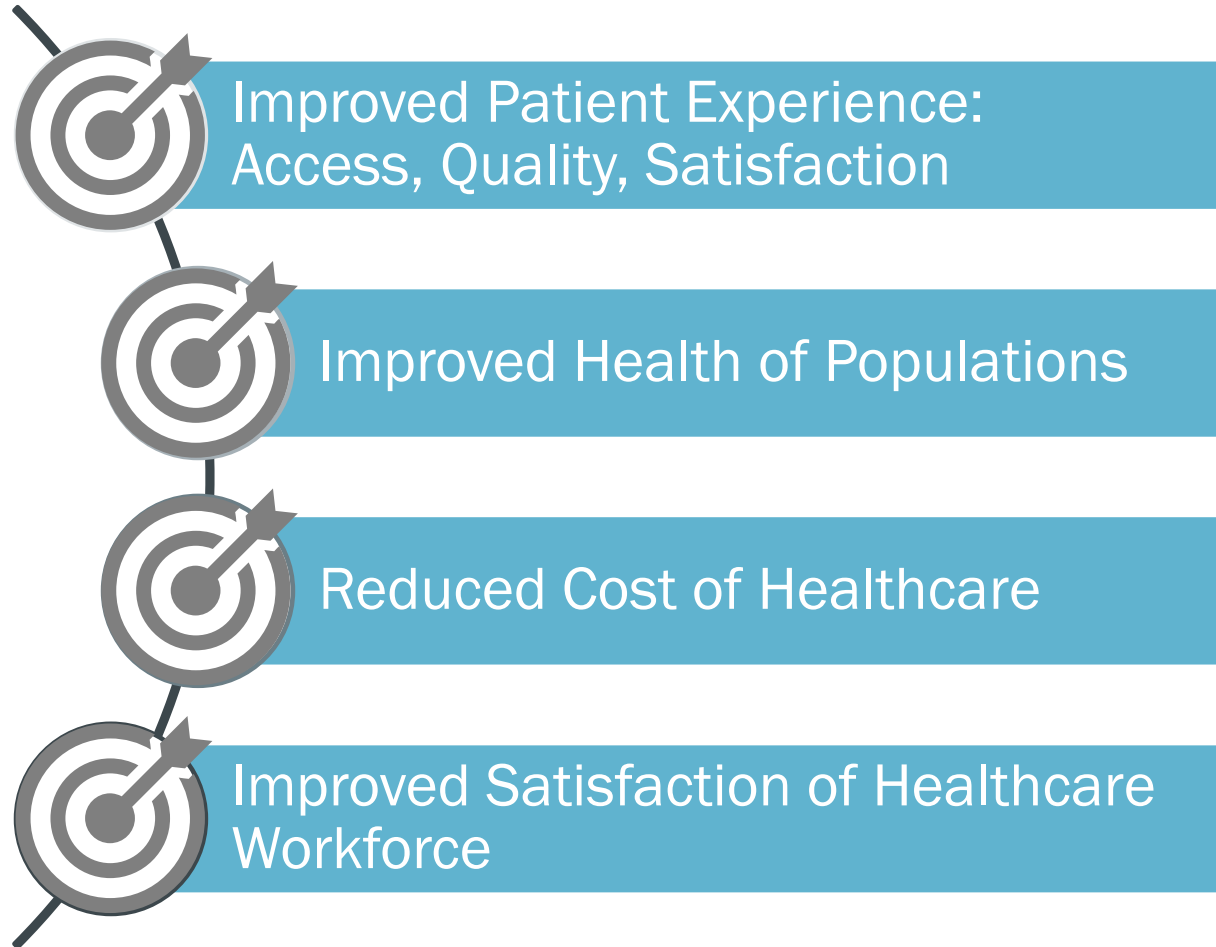 Improved Patient Experience:
Access, Quality, Satisfaction
Improved Health of Populations
Reduced Cost of Healthcare
Improved Satisfaction of Healthcare
Workforce